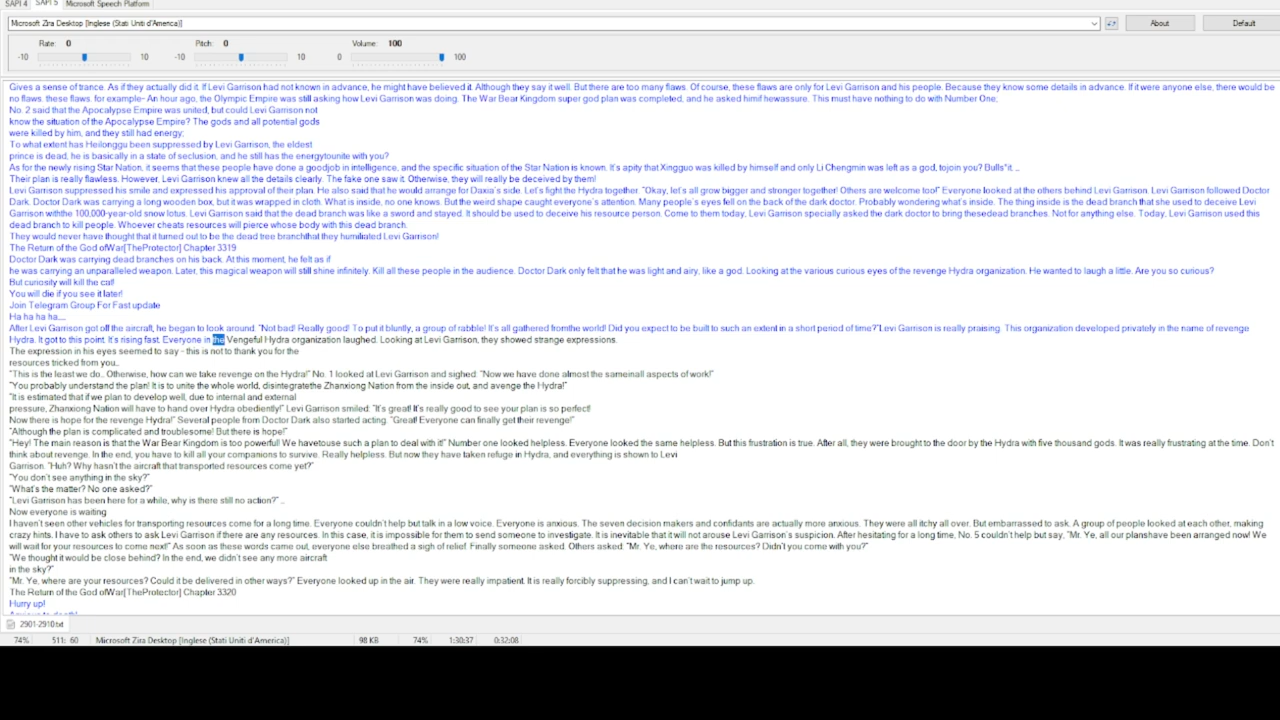 SAPI 4 SAPI 5 Microsoft Speech Platform
Microsoft Zira Desktop [Inglese (Stati Uniti d'America)] About Default
Rate: 0 Pitch: 0 Volume: 100
-10 10 -10 10 0 100
Gives a sense of trance. As if they actually did it. If Levi Garrison had not known in advance, he might have believed it. Although they say it well. But there are too many flaws. Of course, these flaws are only for Levi Garrison and his people. Because they know some details in advance. If it were anyone else, there would be
no flaws. these flaws. for example- An hour ago, the Olympic Empire was still asking how Levi Garrison was doing. The War Bear Kingdom super god plan was completed, and he asked himif hewassure. This must have nothing to do with Number One;
No. 2 said that the Apocalypse Empire was united, but could Levi Garrison not
know the situation of the Apocalypse Empire? The gods and all potential gods
were killed by him, and they still had energy;
To what extent has Heilonggu been suppressed by Levi Garrison, the eldest
prince is dead, he is basically in a state of seclusion, and he still has the energytounite with you?
As for the newly rising Star Nation, it seems that these people have done a goodjob in intelligence, and the specific situation of the Star Nation is known. It's apity that Xingguo was killed by himself and only Li Chengmin was left as a god, tojoin you? Bulls*it. ..
Their plan is really flawless. However, Levi Garrison knew all the details clearly. The fake one saw it. Otherwise, they will really be deceived by them!
Levi Garrison suppressed his smile and expressed his approval of their plan. He also said that he would arrange for Daxia's side. Let's fight the Hydra together. "Okay, let's all grow bigger and stronger together! Others are welcome too!" Everyone looked at the others behind Levi Garrison. Levi Garrison followed Doctor
Dark. Doctor Dark was carrying a long wooden box, but it was wrapped in cloth. What is inside, no one knows. But the weird shape caught everyone's attention. Many people's eyes fell on the back of the dark doctor. Probably wondering what's inside. The thing inside is the dead branch that she used to deceive Levi
Garrison withthe 100,000-year-old snow lotus. Levi Garrison said that the dead branch was like a sword and stayed. It should be used to deceive his resource person. Come to them today, Levi Garrison specially asked the dark doctor to bring thesedead branches. Not for anything else. Today, Levi Garrison used this
dead branch to kill people. Whoever cheats resources will pierce whose body with this dead branch.
They would never have thought that it turned out to be the dead tree branchthat they humiliated Levi Garrison!
The Return of the God ofWar[TheProtector] Chapter 3319
Doctor Dark was carrying dead branches on his back. At this moment, he felt as if
he was carrying an unparalleled weapon. Later, this magical weapon will still shine infinitely. Kill all these people in the audience. Doctor Dark only felt that he was light and airy, like a god. Looking at the various curious eyes of the revenge Hydra organization. He wanted to laugh a little. Are you so curious?
But curiosity will kill the cat!
You will die if you see it later!
Join Telegram Group For Fast update
Ha ha ha ha....
After Levi Garrison got off the aircraft, he began to look around. "Not bad! Really good! To put it bluntly, a group of rabble! It's all gathered fromthe world! Did you expect to be built to such an extent in a short period of time?"Levi Garrison is really praising. This organization developed privately in the name of revenge
Hydra. It got to this point. It's rising fast. Everyone in the Vengeful Hydra organization laughed. Looking at Levi Garrison, they showed strange expressions.
The expression in his eyes seemed to say - this is not to thank you for the
resources tricked from you..
"This is the least we do.. Otherwise, how can we take revenge on the Hydra!" No. 1 looked at Levi Garrison and sighed: "Now we have done almost the sameinall aspects of work!"
"You probably understand the plan! It is to unite the whole world, disintegratethe Zhanxiong Nation from the inside out, and avenge the Hydra!"
"It is estimated that if we plan to develop well, due to internal and external
pressure, Zhanxiong Nation will have to hand over Hydra obediently!" Levi Garrison smiled: "It's great! It's really good to see your plan is so perfect!
Now there is hope for the revenge Hydra!" Several people from Doctor Dark also started acting. "Great! Everyone can finally get their revenge!"
"Although the plan is complicated and troublesome! But there is hope!"
"Hey! The main reason is that the War Bear Kingdom is too powerful! We havetouse such a plan to deal with it!" Number one looked helpless. Everyone looked the same helpless. But this frustration is true. After all, they were brought to the door by the Hydra with five thousand gods. It was really frustrating at the time. Don't
think about revenge. In the end, you have to kill all your companions to survive. Really helpless. But now they have taken refuge in Hydra, and everything is shown to Levi
Garrison. "Huh? Why hasn't the aircraft that transported resources come yet?"
"You don't see anything in the sky?"
"What's the matter? No one asked?"
"Levi Garrison has been here for a while, why is there still no action?" ..
Now everyone is waiting
I haven't seen other vehicles for transporting resources come for a long time. Everyone couldn't help but talk in a low voice. Everyone is anxious. The seven decision makers and confidants are actually more anxious. They were all itchy all over. But embarrassed to ask. A group of people looked at each other, making
crazy hints. I have to ask others to ask Levi Garrison if there are any resources. In this case, it is impossible for them to send someone to investigate. It is inevitable that it will not arouse Levi Garrison's suspicion. After hesitating for a long time, No. 5 couldn't help but say, "Mr. Ye, all our planshave been arranged now! We
will wait for your resources to come next!" As soon as these words came out, everyone else breathed a sigh of relief. Finally someone asked. Others asked: "Mr. Ye, where are the resources? Didn't you come with you?"
"We thought it would be close behind? In the end, we didn't see any more aircraft
in the sky?"
"Mr. Ye, where are your resources? Could it be delivered in other ways?" Everyone looked up in the air. They were really impatient. It is really forcibly suppressing, and I can't wait to jump up.
The Return of the God ofWar[TheProtector] Chapter 3320
Hurry up!
2901-2910.txt
74% 511: 60 Microsoft Zira Desktop [Inglese (Stati Uniti d'America)] 98 KB 74% 1:30:37 0:32:08